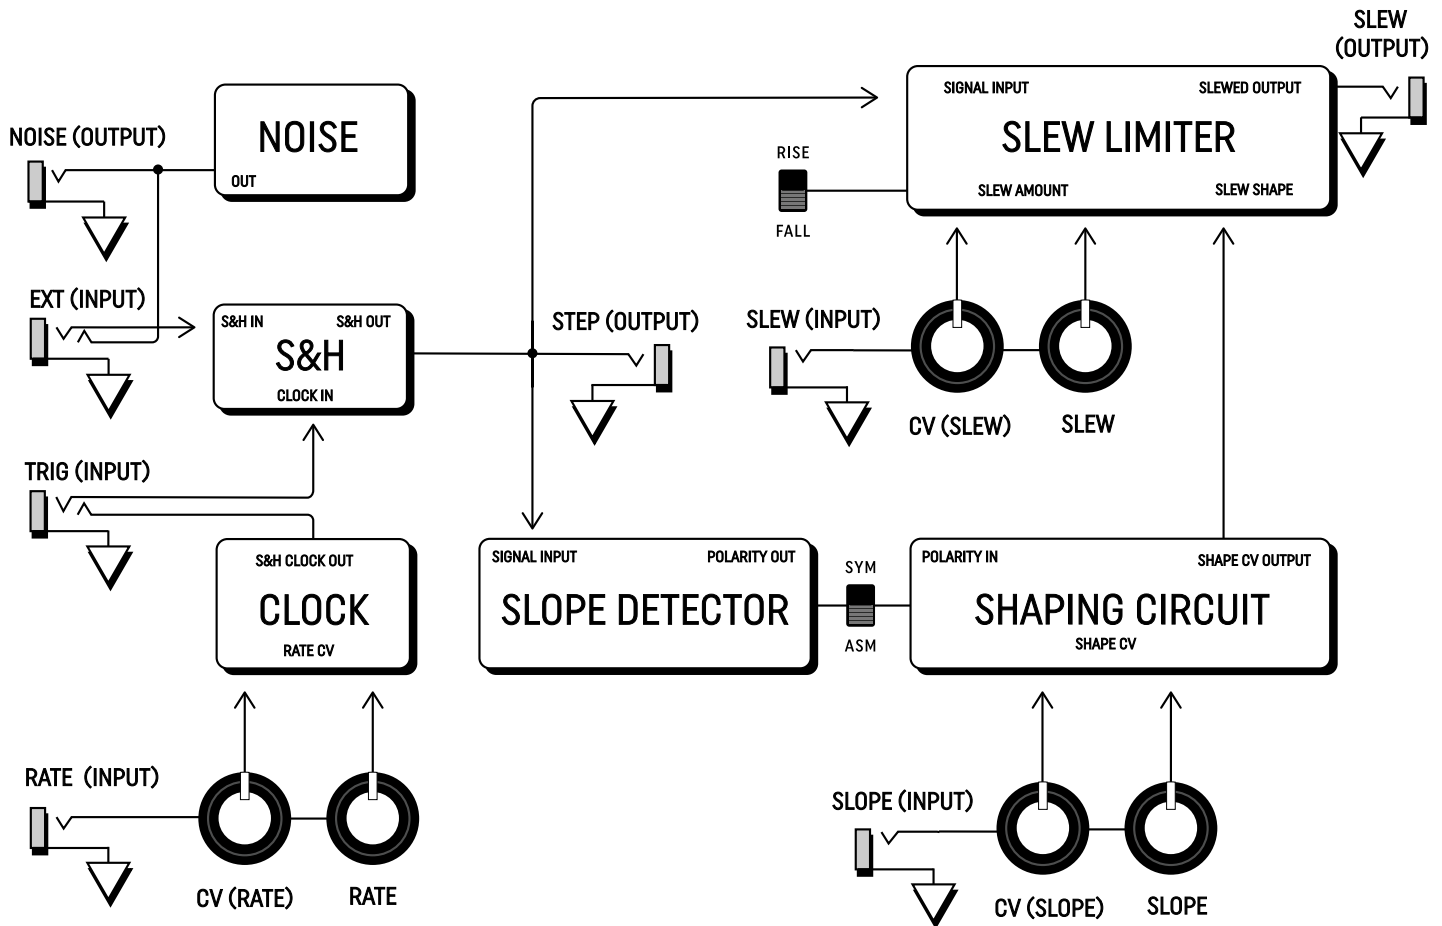 SLEW
(OUTPUT)
NOISE (OUTPUT)
NOISE
OUT
SIGNAL INPUT
SLEWED OUTPUT
SLEW LIMITER
SLEW AMOUNT
SLEW SHAPE
RISE
FALL
EXT (INPUT)
S&H IN
S&H OUT
S&H
CLOCK IN
STEP (OUTPUT)
SLEW (INPUT)
CV (SLEW)
SLEW
TRIG (INPUT)
S&H CLOCK OUT
CLOCK
RATE CV
SIGNAL INPUT
POLARITY OUT
SLOPE DETECTOR
SYM
ASM
POLARITY IN
SHAPE CV OUTPUT
SHAPING CIRCUIT
SHAPE CV
RATE (INPUT)
CV (RATE)
RATE
SLOPE (INPUT)
CV (SLOPE)
SLOPE